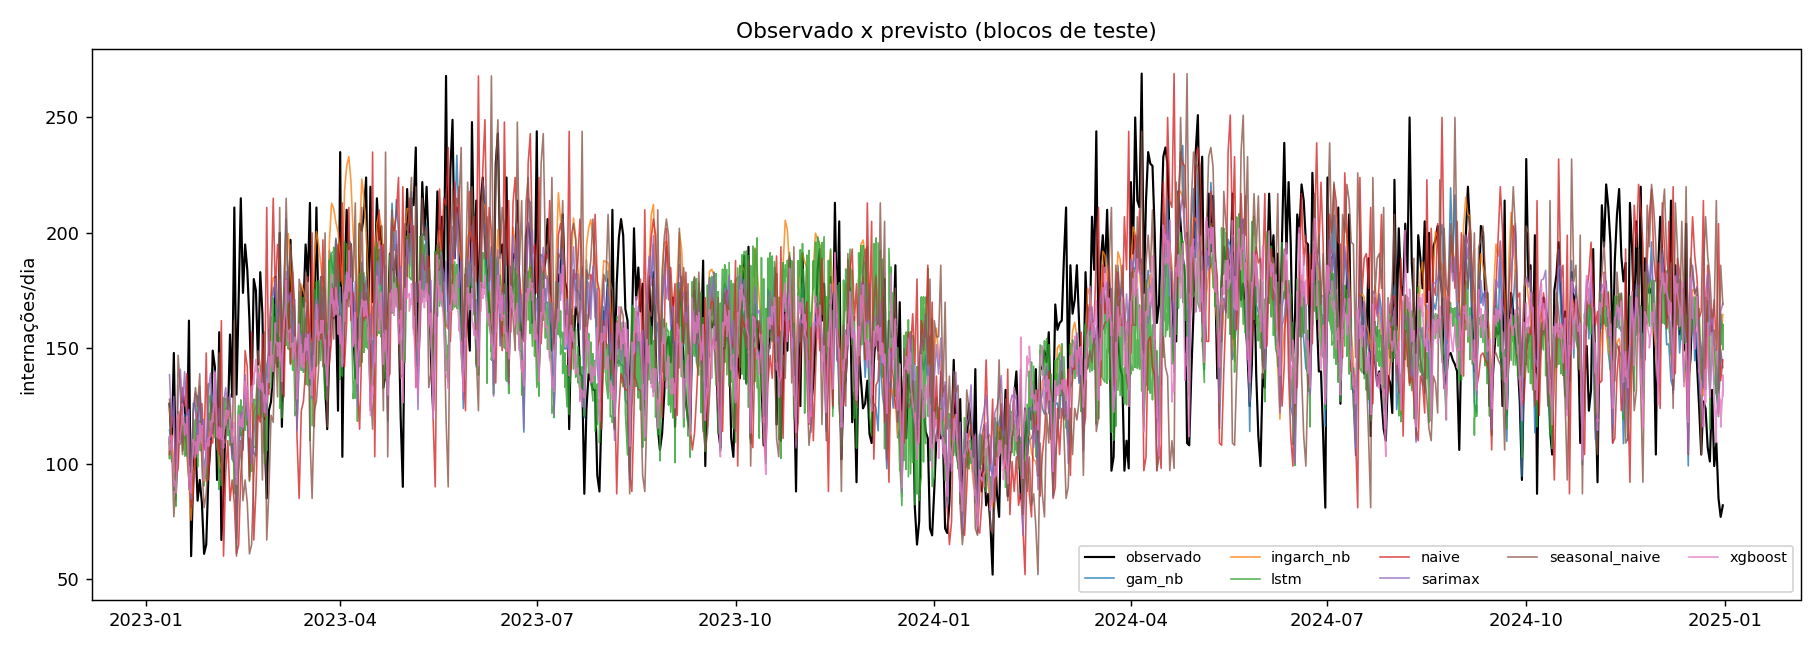 Observado x previsto (blocos de teste)
internações/dia
250
200
150
100
50
observado ingarch_nb naive seasonal_naive xgboost
gam_nb lstm sarimax
2023-01 2023-04 2023-07 2023-10 2024-01 2024-04 2024-07 2024-10 2025-01